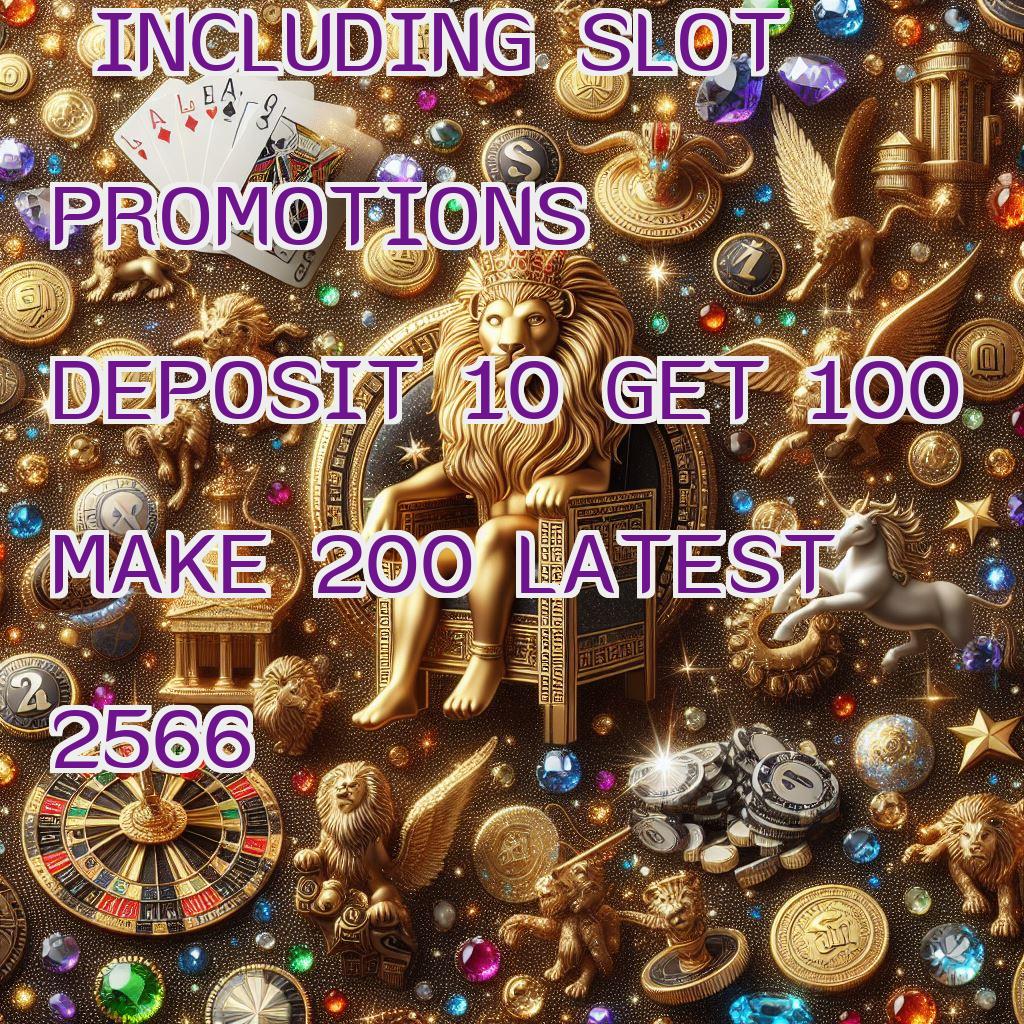 INCLUDING SLOT
PROMOTIONS
DEPOSIT 10 GET 100
MAKE 200 LATEST
2566